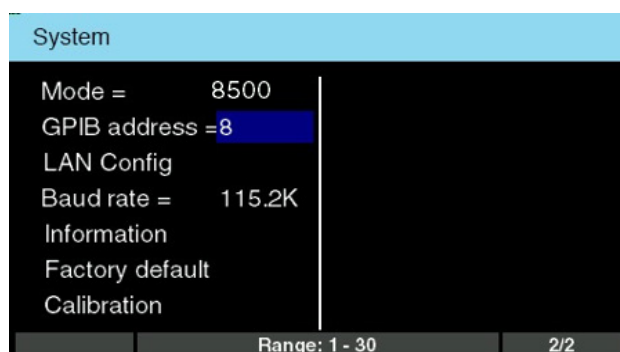 System
Mode = 8500
GPIB address =8
LAN Config
Baud rate = 115.2K
Information
Factory default
Calibration
Range: 1 - 30 2/2